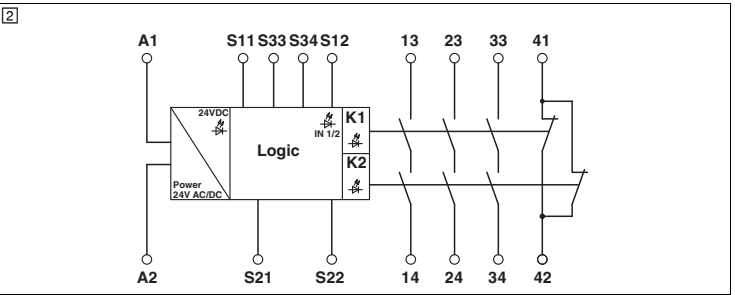 2
A1 S11 S33 S34 S12 13 23 33 41
24VDC K1
IN 1/2
Logic
K2
Power
24V AC/DC
A2 S21 S22 14 24 34 42